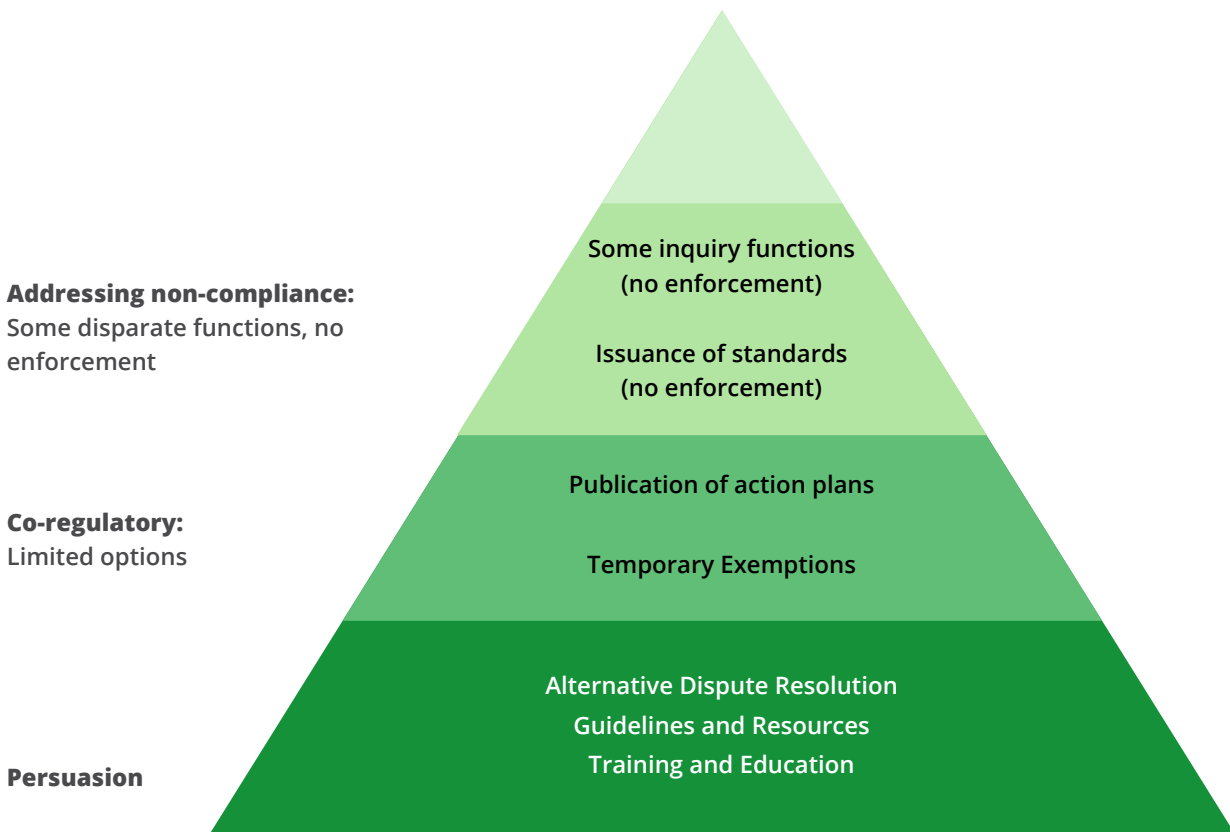 Some inquiry functions
(no enforcement)
Addressing non-compliance:
Some disparate functions, no
enforcement
Issuance of standards
(no enforcement)
Publication of action plans
Co-regulatory:
Limited options
Temporary Exemptions
Alternative Dispute Resolution
Guidelines and Resources
Training and Education
Persuasion